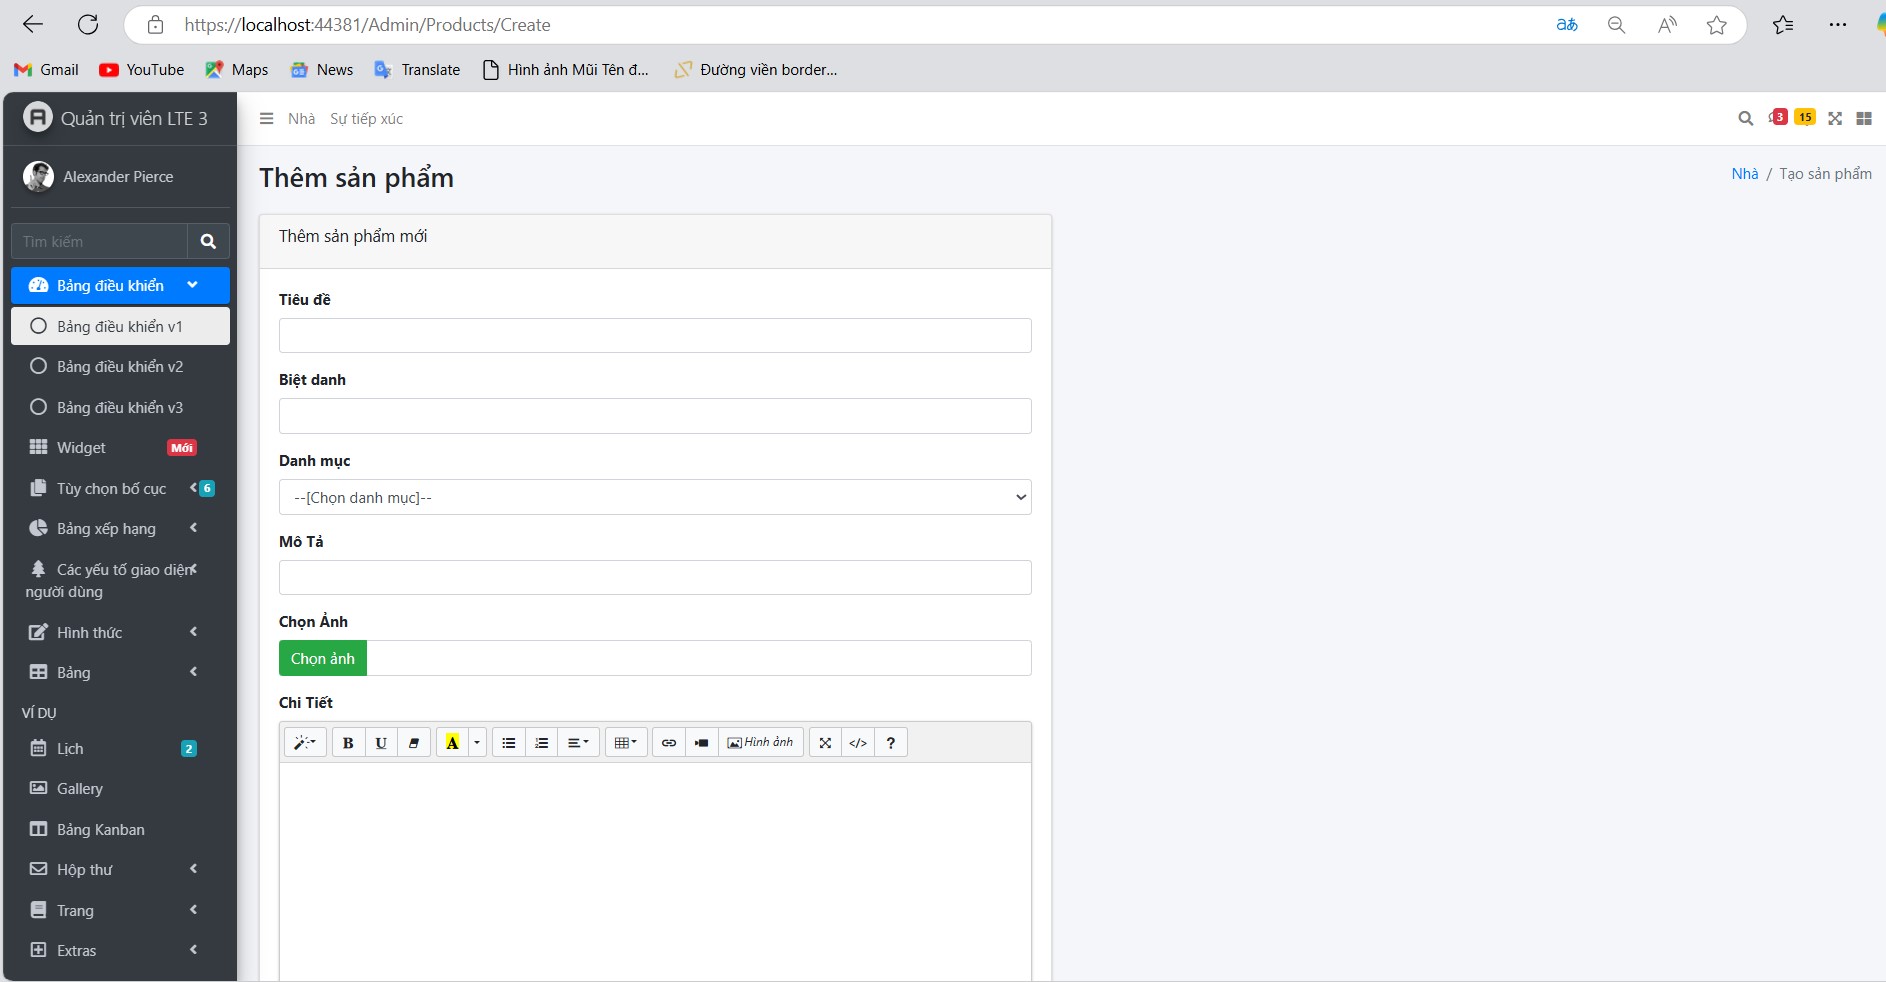 https://localhost:44381/Admin/Products/Create
aあ
Gmail
YouTube
Maps
News
Translate
Hình ảnh Mũi Tên đ...
Đường viền border...
Quản trị viên LTE 3
Nhà
Sự tiếp xúc
3
15
Alexander Pierce
Thêm sản phẩm
Nhà / Tạo sản phẩm
Tìm kiếm
Thêm sản phẩm mới
Bảng điều khiển
Bảng điều khiển v1
Bảng điều khiển v2
Bảng điều khiển v3
Widget
Mới
Tùy chọn bố cục
6
Bảng xếp hạng
Các yếu tố giao diện
người dùng
Hình thức
Bảng
VÍ DỤ
Lịch
2
Gallery
Bảng Kanban
Hộp thư
Trang
Extras
Tiêu đề
Biệt danh
Danh mục
--[Chọn danh mục]--
Mô Tả
Chọn Ảnh
Chọn ảnh
Chi Tiết
B U A Hình ảnh </> ?